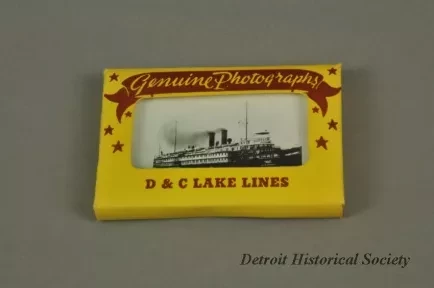 Genuine Photographs
D & C LAKE LINES
Detroit Historical Society